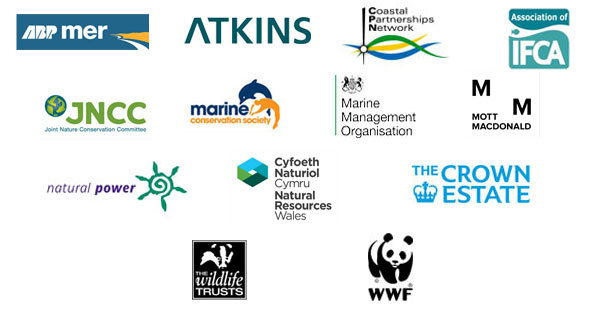 ABP mer
ATKINS
Coastal
Partnerships
Network
Association of
IFCA
JNCC
Joint Nature Conservation Committee
marine
conservation society
Marine
Management
Organisation
M
M
MOTT
MACDONALD
natural power
Cyfoeth
Naturiol
Cymru
Natural
Resources
Wales
THE CROWN
ESTATE
THE
wildlife
TRUSTS
WWF